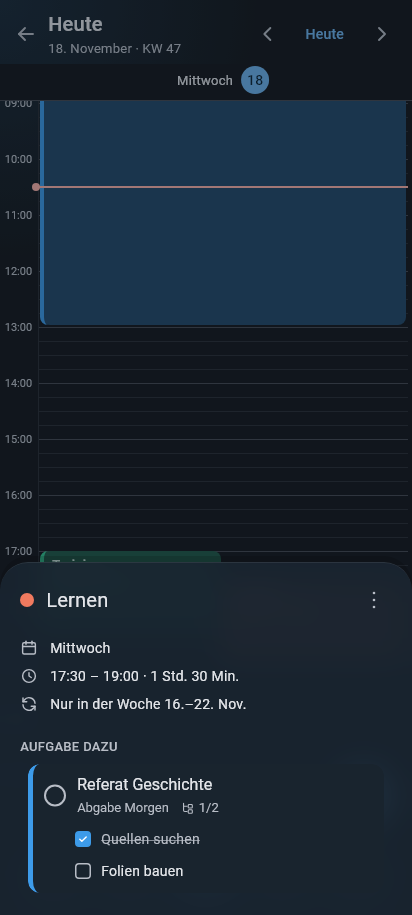 Heute
18. November · KW 47
Heute
Mittwoch 18
09:00
10:00
11:00
12:00
13:00
14:00
15:00
16:00
17:00
Lernen
Mittwoch
17:30 – 19:00 · 1 Std. 30 Min.
Nur in der Woche 16.–22. Nov.
AUFGABE DAZU
Referat Geschichte
Abgabe Morgen 1/2
Quellen suchen
Folien bauen